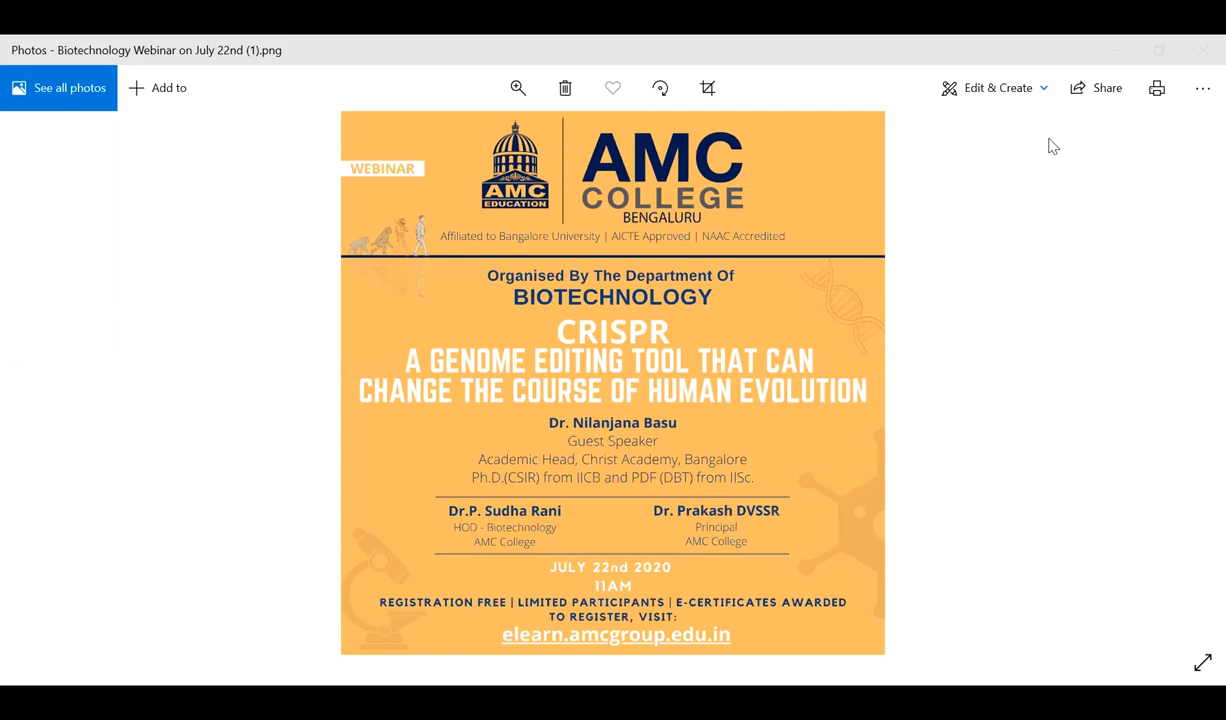 Photos - Biotechnology Webinar on July 22nd (1).png
See all photos
Add to
Edit & Create
Share
WEBINAR
AMC
EDUCATION
AMC
COLLEGE
BENGALURU
Affiliated to Bangalore University | AICTE Approved | NAAC Accredited
Organised By The Department Of
BIOTECHNOLOGY
CRISPR
A GENOME EDITING TOOL THAT CAN
CHANGE THE COURSE OF HUMAN EVOLUTION
Dr. Nilanjana Basu
Guest Speaker
Academic Head, Christ Academy, Bangalore
Ph.D.(CSIR) from IICB and PDF (DBT) from IISc.
Dr.P. Sudha Rani
HOD - Biotechnology
AMC College
Dr. Prakash DVSSR
Principal
AMC College
JULY 22nd 2020
11AM
REGISTRATION FREE | LIMITED PARTICIPANTS | E-CERTIFICATES AWARDED
TO REGISTER, VISIT:
elearn.amcgroup.edu.in